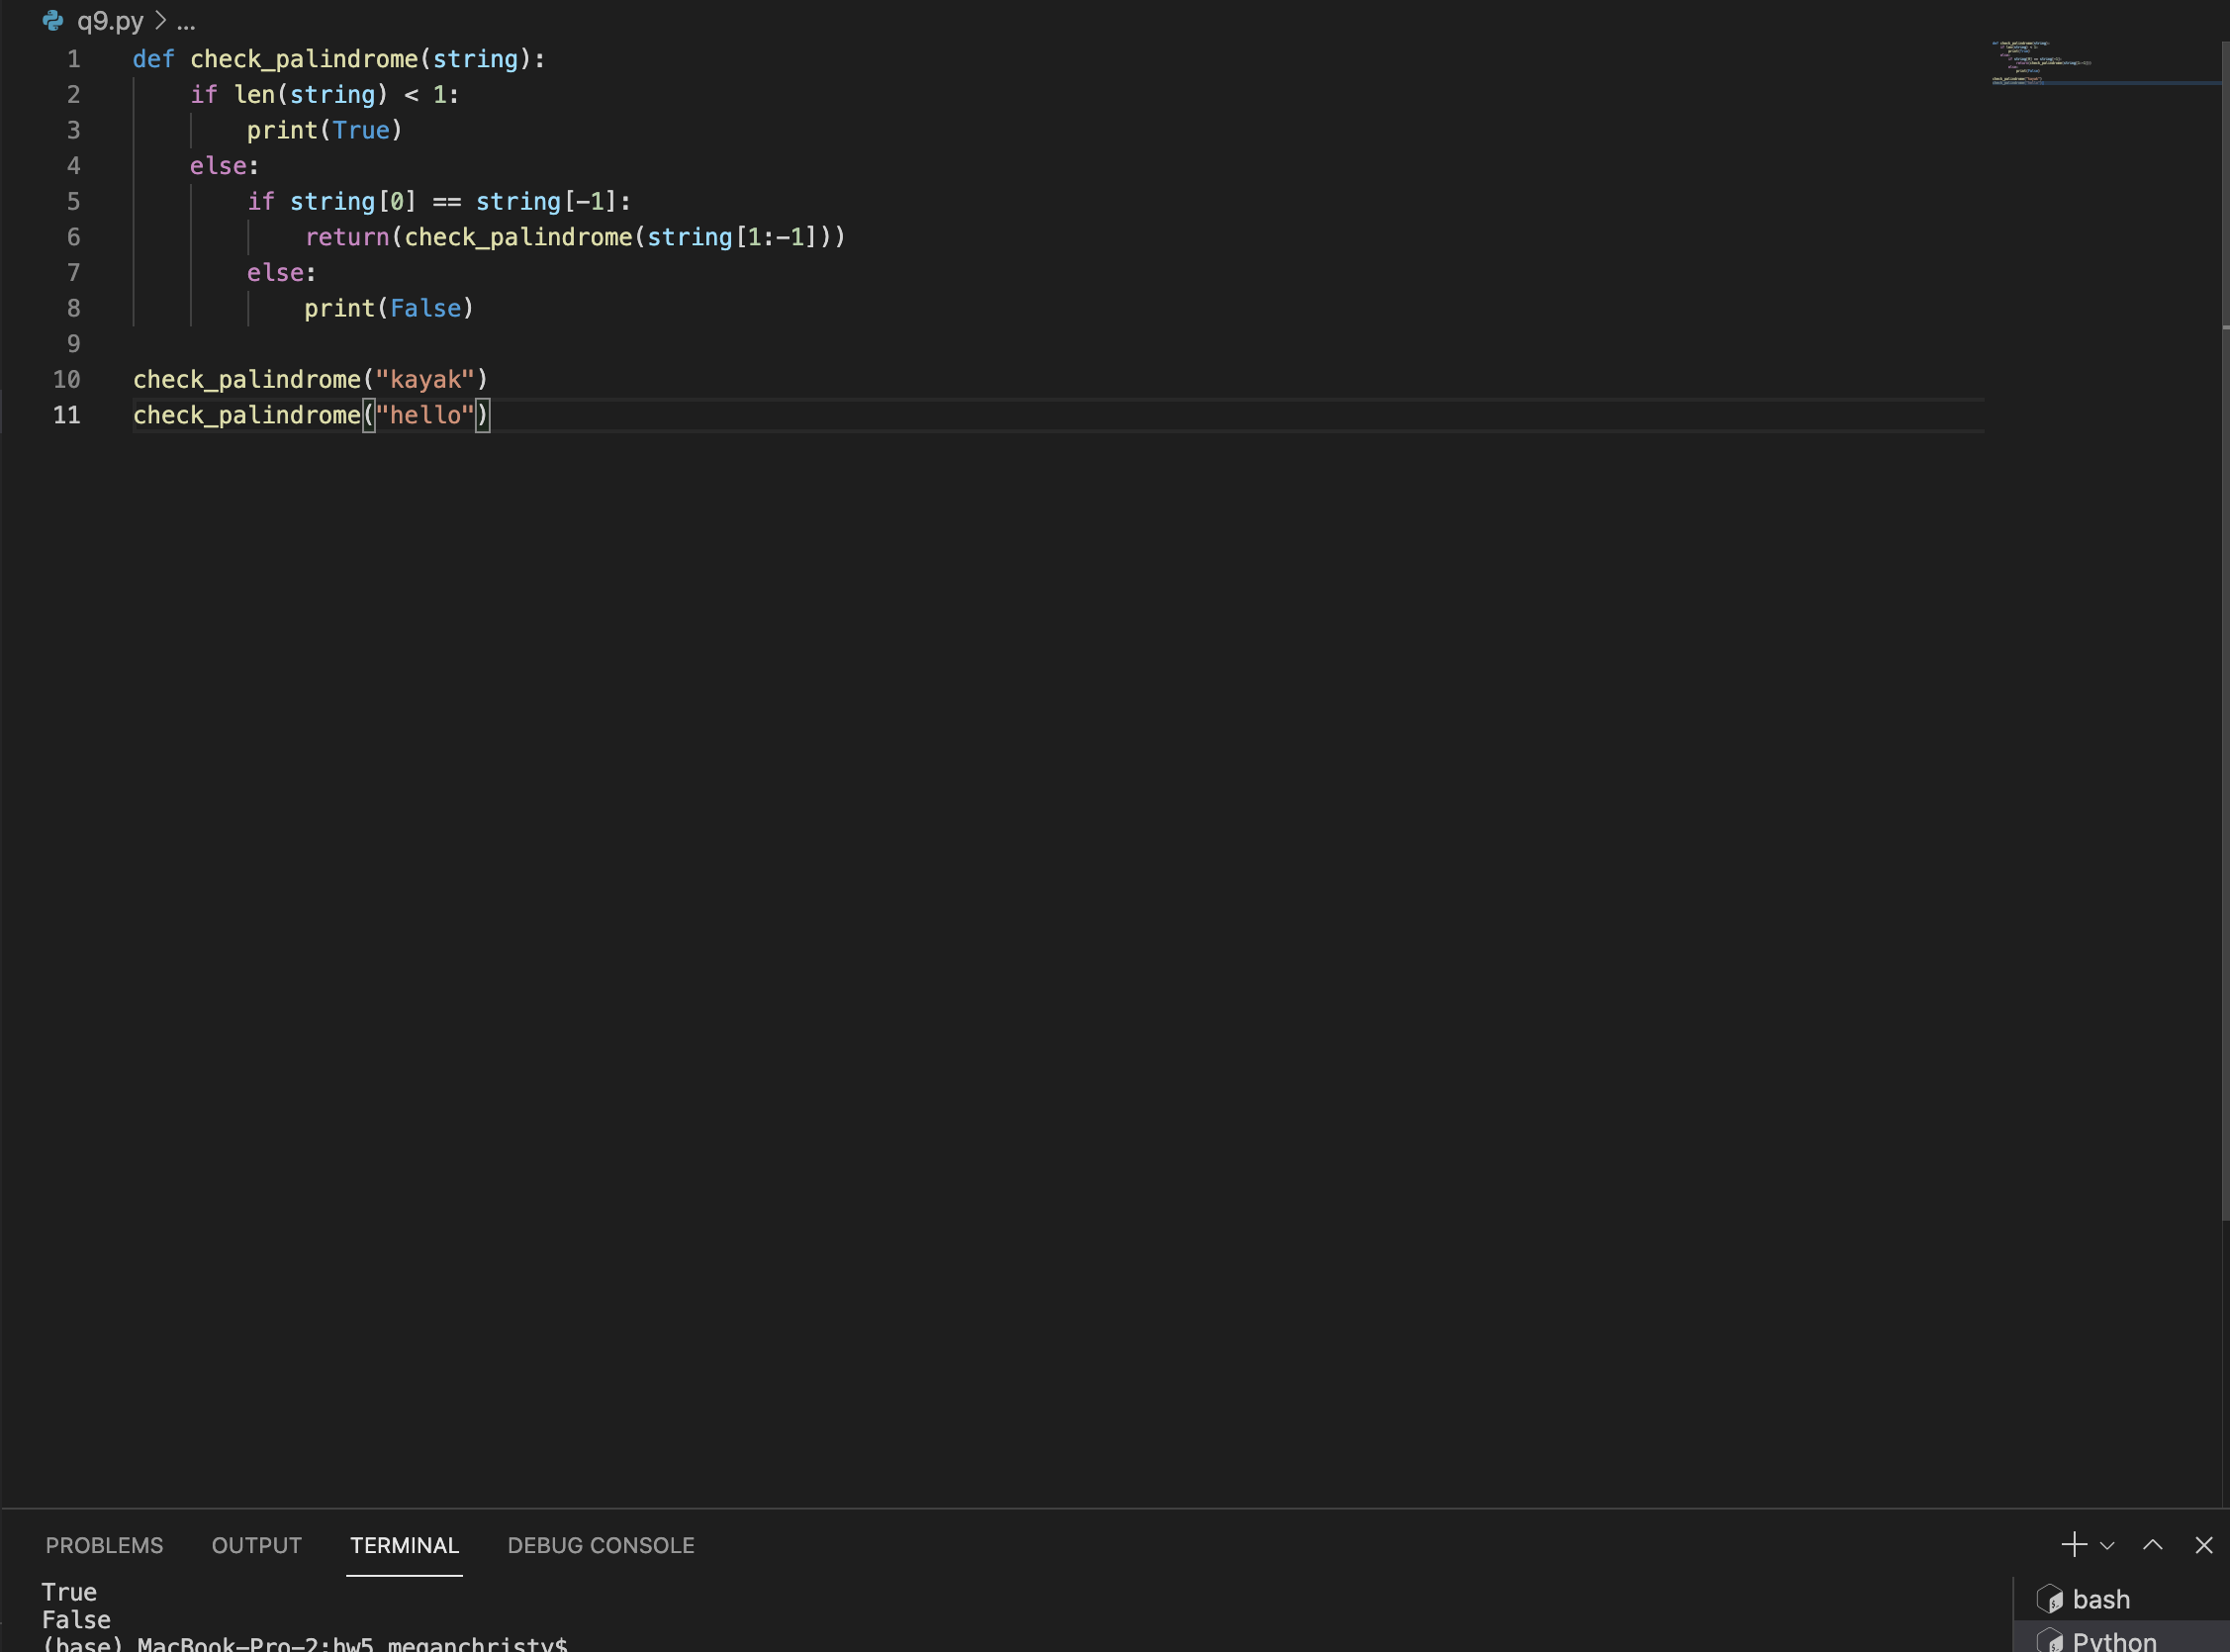 q9.py > ...
1 def check_palindrome(string):
2     if len(string) < 1:
3         print(True)
4     else:
5         if string[0] == string[-1]:
6             return(check_palindrome(string[1:-1]))
7         else:
8             print(False)
9
10 check_palindrome("kayak")
11 check_palindrome("hello")
PROBLEMS OUTPUT TERMINAL DEBUG CONSOLE
True
False
(base) MacBook-Pro-2:hw5 meganchristy$
bash
Python